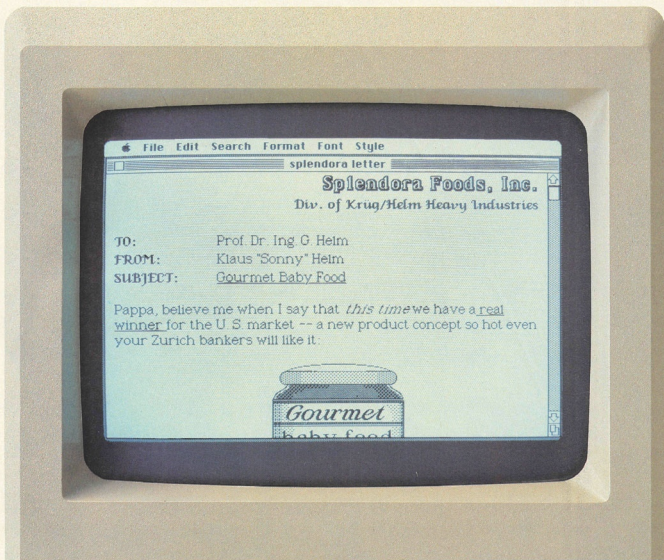 File Edit Search Format Font Style
splendora letter
Splendora Foods, Inc.
Div. of Krüg/Helm Heavy Industries
TO: Prof. Dr. Ing. G. Helm
FROM: Klaus "Sonny" Helm
SUBJECT: Gourmet Baby Food
Pappa, believe me when I say that this time we have a real
winner for the U.S. market -- a new product concept so hot even
your Zurich bankers will like it:
Gourmet
baby food